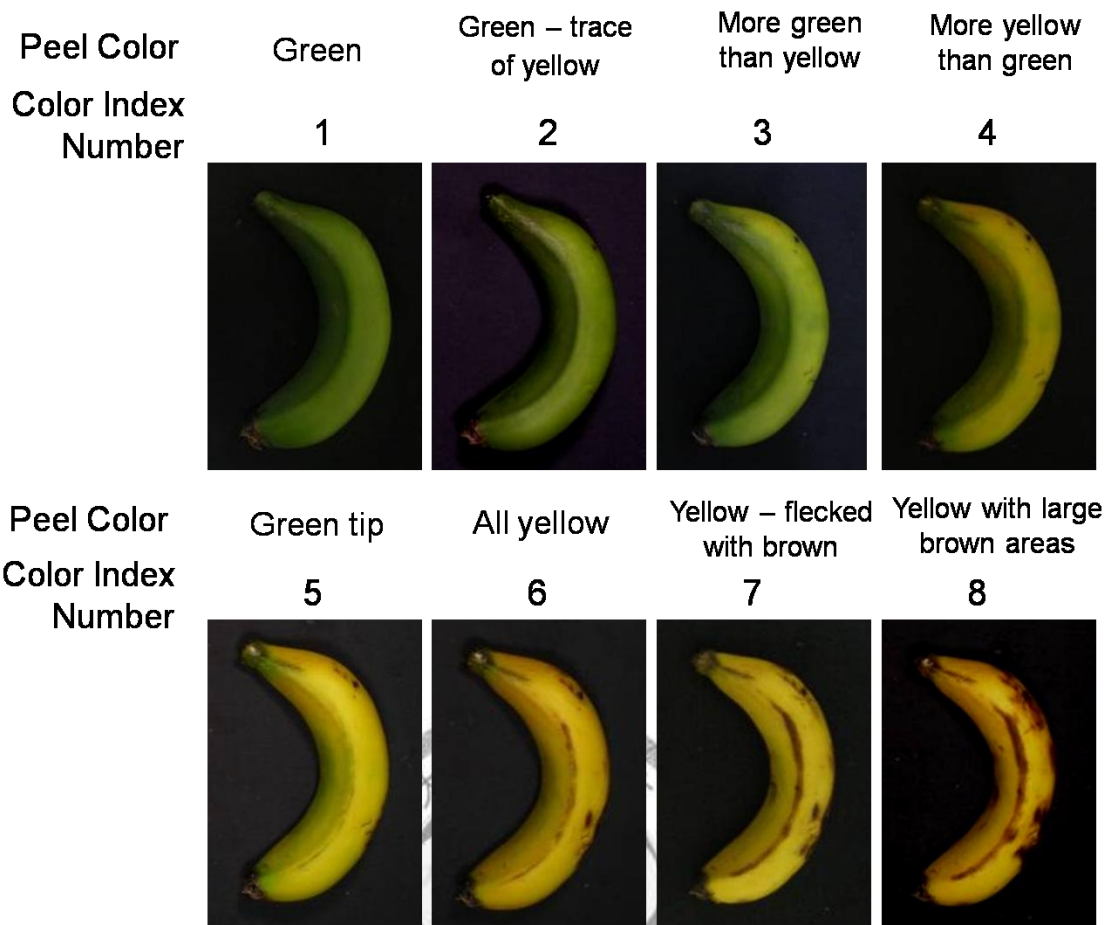 Peel Color
Green
Green – trace
of yellow
More green
than yellow
More yellow
than green
Color Index
Number
1
2
3
4
Peel Color
Green tip
All yellow
Yellow – flecked
with brown
Yellow with large
brown areas
Color Index
Number
5
6
7
8